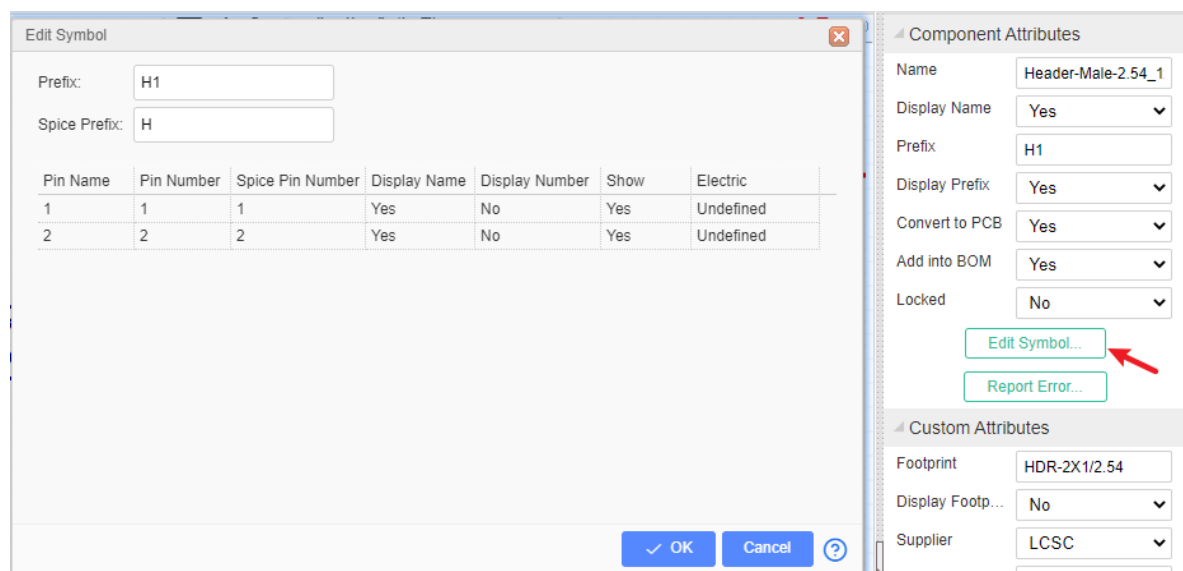 Edit Symbol
Prefix: H1
Spice Prefix: H
Pin Name Pin Number Spice Pin Number Display Name Display Number Show Electric
1 1 1 Yes No Yes Undefined
2 2 2 Yes No Yes Undefined
OK Cancel
Component Attributes
Name Header-Male-2.54_1
Display Name Yes
Prefix H1
Display Prefix Yes
Convert to PCB Yes
Add into BOM Yes
Locked No
Edit Symbol...
Report Error...
Custom Attributes
Footprint HDR-2X1/2.54
Display Footp... No
Supplier LCSC